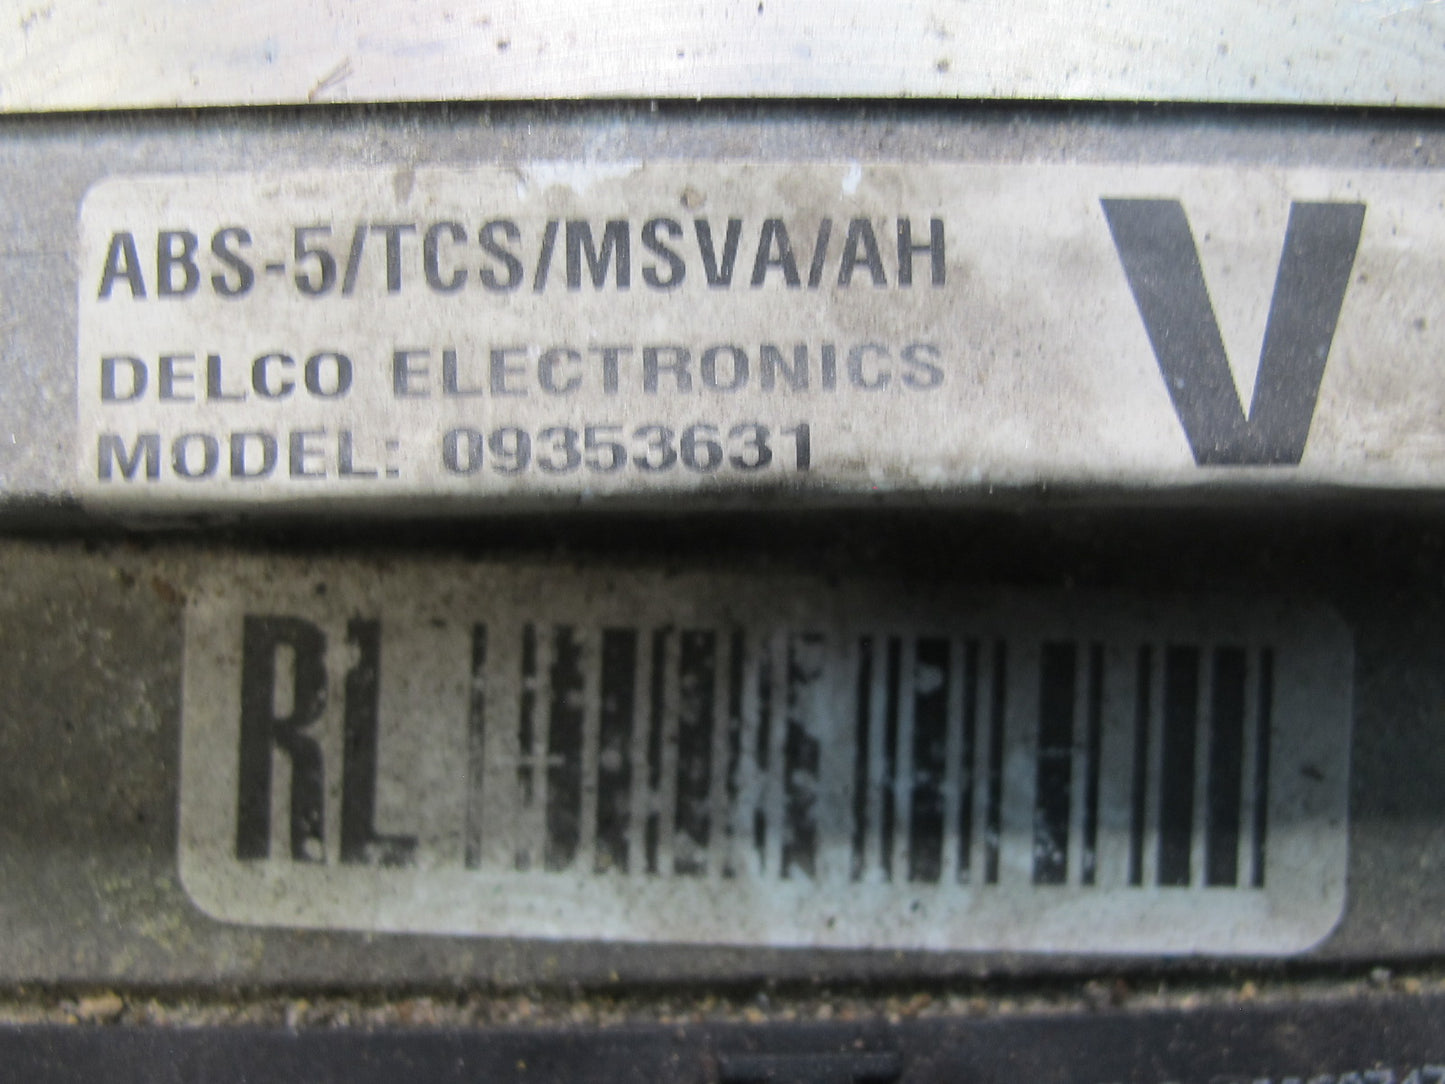 ABS-5/TCS/MSVA/AH
V
DELCO ELECTRONICS
MODEL: 09353631
RL